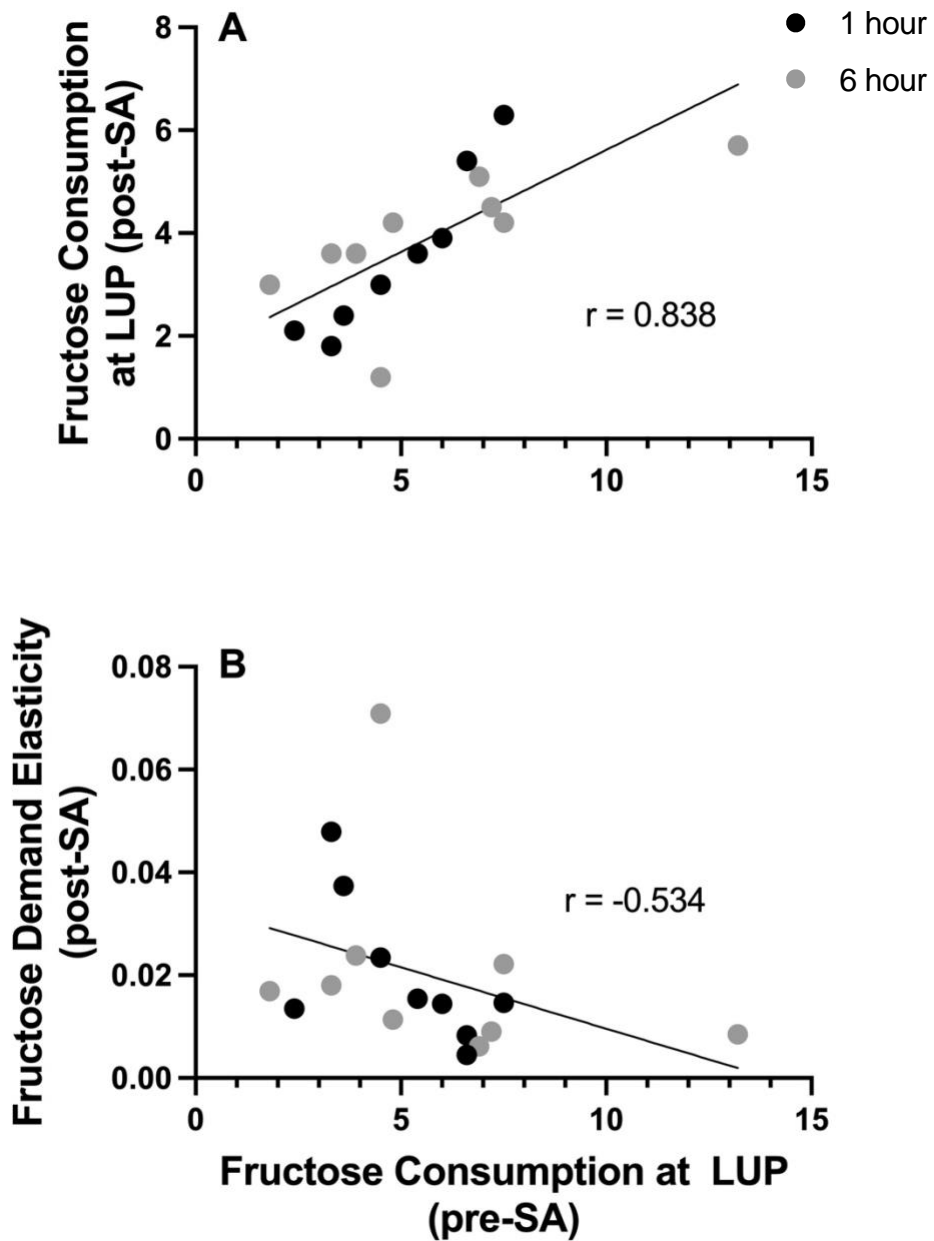 A
1 hour
6 hour
Fructose Consumption
at LUP (post-SA)
8
6
4
2
0
r = 0.838
0 5 10 15
B
Fructose Demand Elasticity
(post-SA)
0.08
0.06
0.04
0.02
0.00
r = -0.534
0 5 10 15
Fructose Consumption at LUP
(pre-SA)